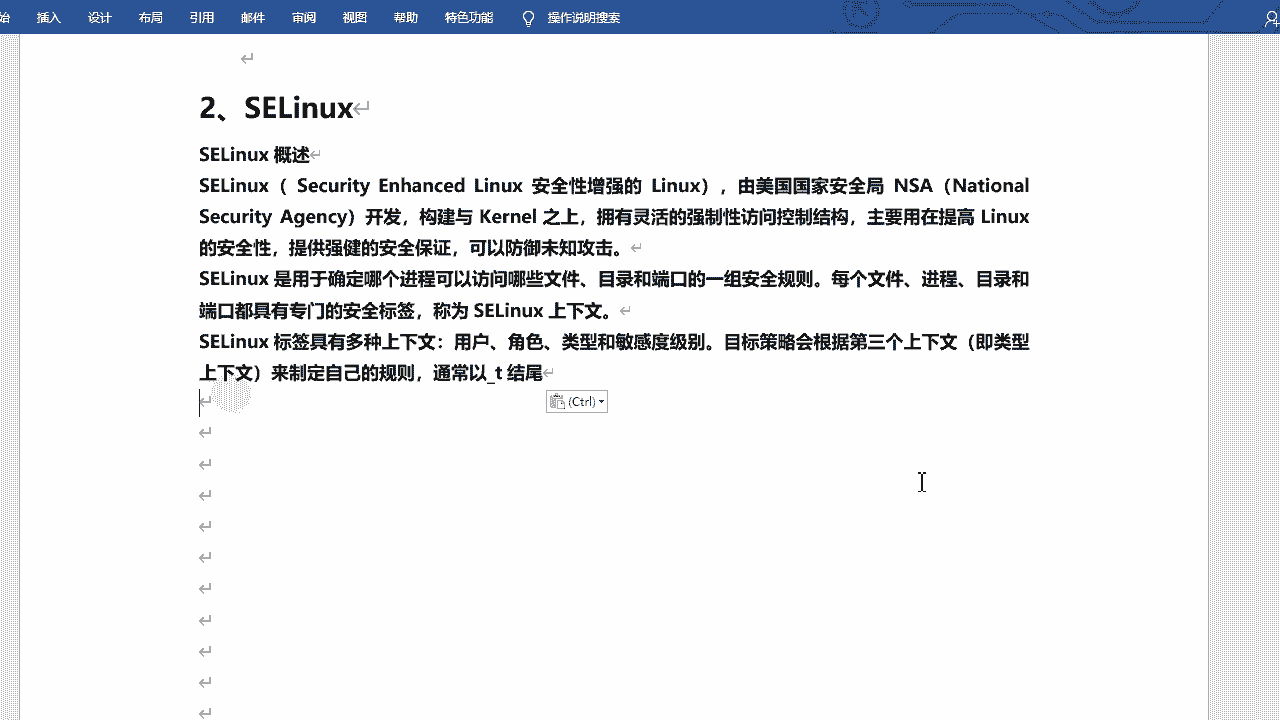 插入 设计 布局 引用 邮件 审阅 视图 帮助 特色功能 操作说明搜索
2、SELinux
SELinux 概述
SELinux（ Security Enhanced Linux 安全性增强的 Linux），由美国国家安全局 NSA（National
Security Agency）开发，构建与 Kernel 之上，拥有灵活的强制性访问控制结构，主要用在提高 Linux
的安全性，提供强健的安全保证，可以防御未知攻击。
SELinux 是用于确定哪个进程可以访问哪些文件、目录和端口的一组安全规则。每个文件、进程、目录和
端口都具有专门的安全标签，称为 SELinux 上下文。
SELinux 标签具有多种上下文：用户、角色、类型和敏感度级别。目标策略会根据第三个上下文（即类型
上下文）来制定自己的规则，通常以_t 结尾
(Ctrl)